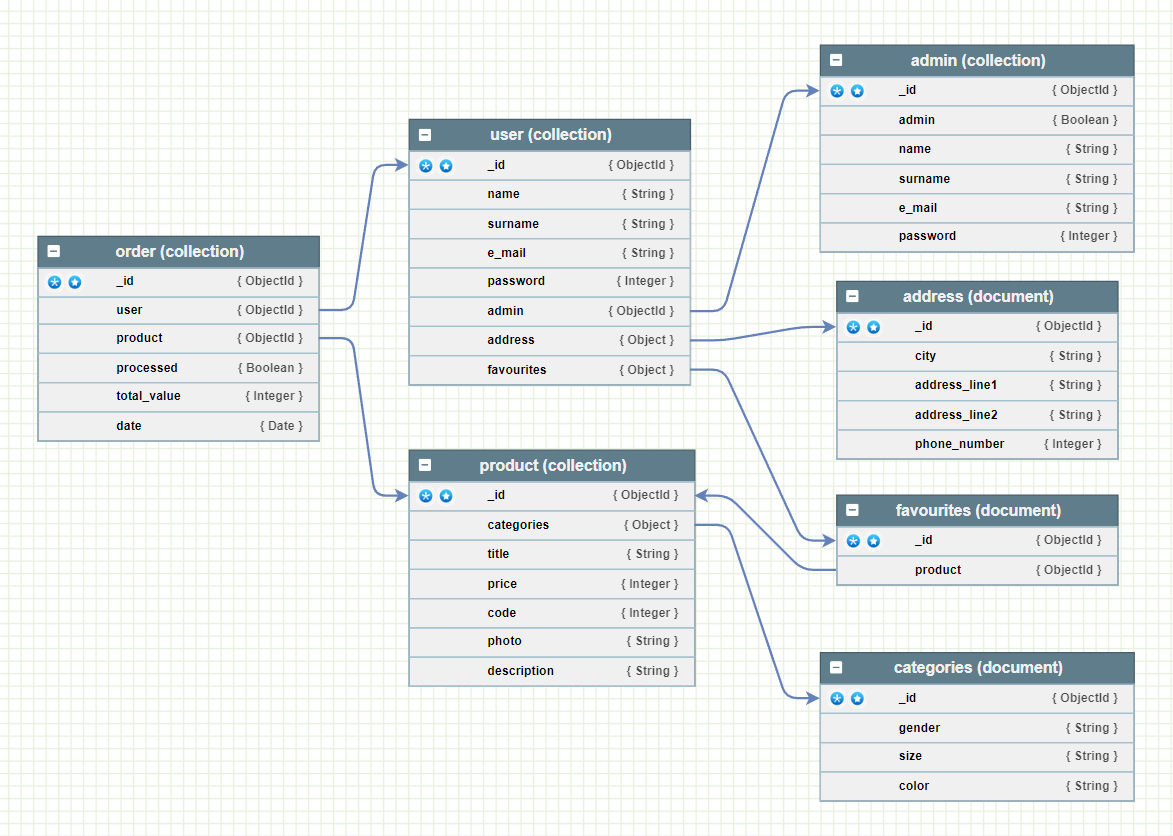 order (collection)
_id { ObjectId }
user { ObjectId }
product { ObjectId }
processed { Boolean }
total_value { Integer }
date { Date }
user (collection)
_id { ObjectId }
name { String }
surname { String }
e_mail { String }
password { Integer }
admin { ObjectId }
address { Object }
favourites { Object }
product (collection)
_id { ObjectId }
categories { Object }
title { String }
price { Integer }
code { Integer }
photo { String }
description { String }
admin (collection)
_id { ObjectId }
admin { Boolean }
name { String }
surname { String }
e_mail { String }
password { Integer }
address (document)
_id { ObjectId }
city { String }
address_line1 { String }
address_line2 { String }
phone_number { Integer }
favourites (document)
_id { ObjectId }
product { ObjectId }
categories (document)
_id { ObjectId }
gender { String }
size { String }
color { String }